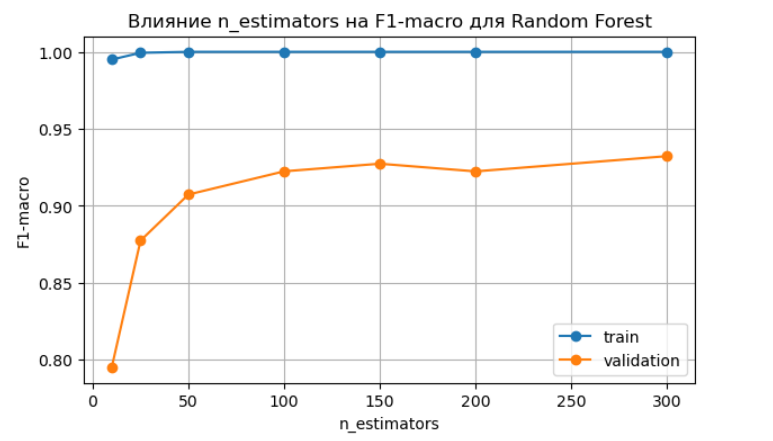 Влияние n_estimators на F1-macro для Random Forest
1.00
0.95
0.90
0.85
0.80
F1-macro
train
validation
0 50 100 150 200 250 300
n_estimators